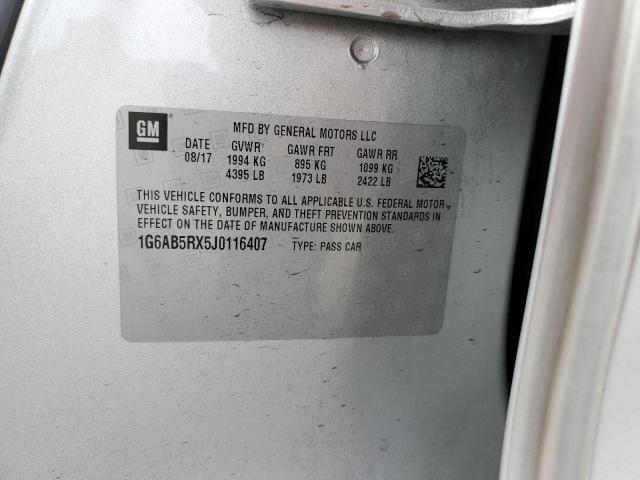 GM
MFD BY GENERAL MOTORS LLC
DATE GVWR GAWR FRT GAWR RR
08/17 1994 KG 895 KG 1099 KG
4395 LB 1973 LB 2422 LB
THIS VEHICLE CONFORMS TO ALL APPLICABLE U.S. FEDERAL MOTOR
VEHICLE SAFETY, BUMPER, AND THEFT PREVENTION STANDARDS IN
EFFECT ON THE DATE OF MANUFACTURE SHOWN ABOVE.
1G6AB5RX5J0116407 TYPE: PASS CAR